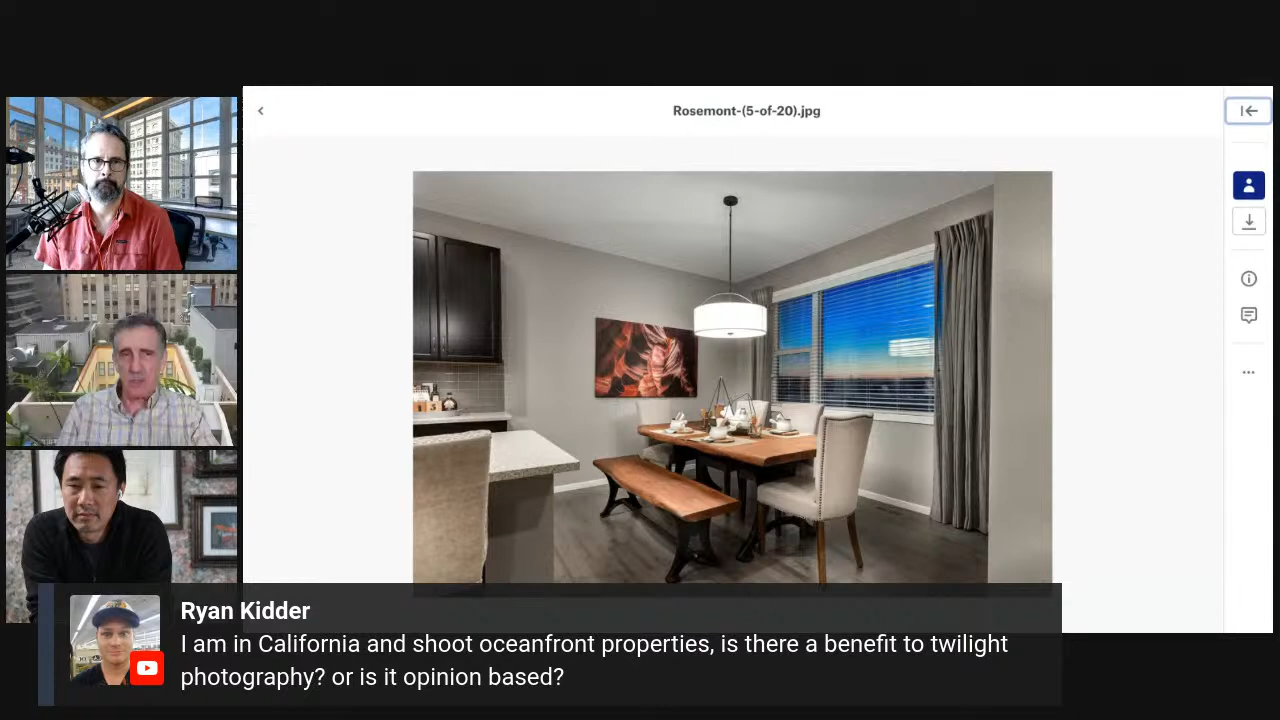 Rosemont-(5-of-20).jpg
Ryan Kidder
I am in California and shoot oceanfront properties, is there a benefit to twilight
photography? or is it opinion based?